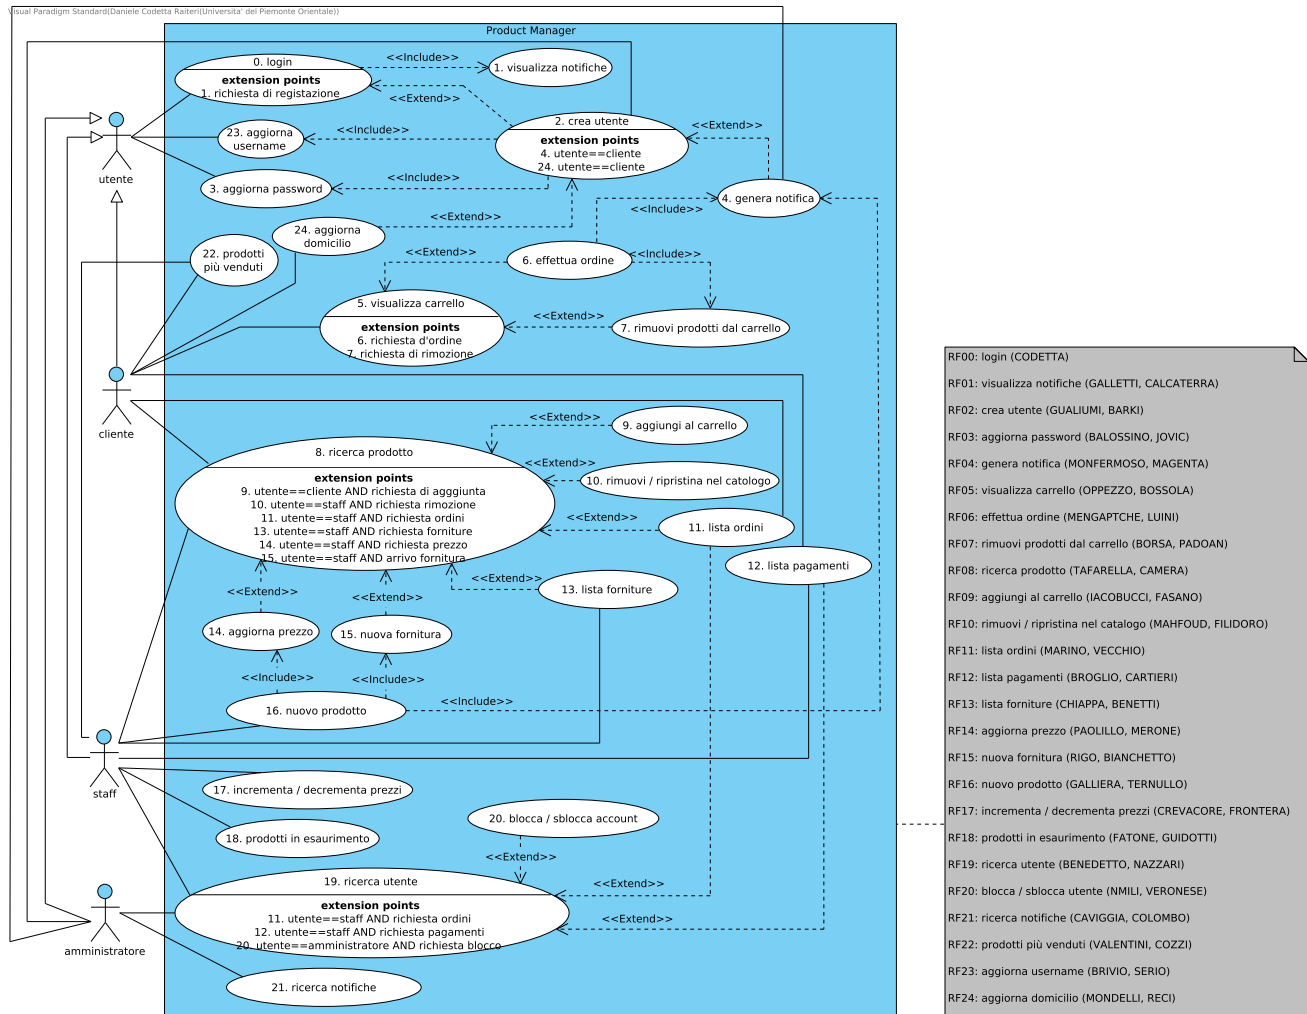 Visual Paradigm Standard(Daniele Codetta Raiteri(Universita' del Piemonte Orientale))
Product Manager
0. login
extension points
1. richiesta di registazione
<<Include>>
1. visualizza notifiche
<<Extend>>
2. crea utente
extension points
4. utente==cliente
24. utente==cliente
<<Extend>>
23. aggiorna
username
<<Include>>
utente
3. aggiorna password
<<Include>>
4. genera notifica
<<Include>>
24. aggiorna
domicilio
<<Extend>>
22. prodotti
più venduti
<<Extend>>
6. effettua ordine
<<Include>>
5. visualizza carrello
extension points
6. richiesta d'ordine
7. richiesta di rimozione
<<Extend>>
7. rimuovi prodotti dal carrello
cliente
<<Extend>>
9. aggiungi al carrello
8. ricerca prodotto
extension points
9. utente==cliente AND richiesta di agggiunta
10. utente==staff AND richiesta rimozione
11. utente==staff AND richiesta ordini
13. utente==staff AND richiesta forniture
14. utente==staff AND richiesta prezzo
15. utente==staff AND arrivo fornitura
<<Extend>>
10. rimuovi / ripristina nel catologo
<<Extend>>
11. lista ordini
12. lista pagamenti
<<Extend>>
13. lista forniture
<<Extend>>
<<Extend>>
14. aggiorna prezzo
15. nuova fornitura
<<Include>>
<<Include>>
16. nuovo prodotto
<<Include>>
staff
17. incrementa / decrementa prezzi
18. prodotti in esaurimento
20. blocca / sblocca account
<<Extend>>
19. ricerca utente
extension points
11. utente==staff AND richiesta ordini
12. utente==staff AND richiesta pagamenti
20. utente==amministratore AND richiesta blocco
<<Extend>>
<<Extend>>
amministratore
21. ricerca notifiche
RF00: login (CODETTA)
RF01: visualizza notifiche (GALLETTI, CALCATERRA)
RF02: crea utente (GUALIUMI, BARKI)
RF03: aggiorna password (BALOSSINO, JOVIC)
RF04: genera notifica (MONFERMOSO, MAGENTA)
RF05: visualizza carrello (OPPEZZO, BOSSOLA)
RF06: effettua ordine (MENGAPTCHE, LUINI)
RF07: rimuovi prodotti dal carrello (BORSA, PADOAN)
RF08: ricerca prodotto (TAFARELLA, CAMERA)
RF09: aggiungi al carrello (IACOBUCCI, FASANO)
RF10: rimuovi / ripristina nel catalogo (MAHFOUD, FILIDORO)
RF11: lista ordini (MARINO, VECCHIO)
RF12: lista pagamenti (BROGLIO, CARTIERI)
RF13: lista forniture (CHIAPPA, BENETTI)
RF14: aggiorna prezzo (PAOLILLO, MERONE)
RF15: nuova fornitura (RIGO, BIANCHETTO)
RF16: nuovo prodotto (GALLIERA, TERNULLO)
RF17: incrementa / decrementa prezzi (CREVACORE, FRONTERA)
RF18: prodotti in esaurimento (FATONE, GUIDOTTI)
RF19: ricerca utente (BENEDETTO, NAZZARI)
RF20: blocca / sblocca utente (NMILI, VERONESE)
RF21: ricerca notifiche (CAVIGGIA, COLOMBO)
RF22: prodotti più venduti (VALENTINI, COZZI)
RF23: aggiorna username (BRIVIO, SERIO)
RF24: aggiorna domicilio (MONDELLI, RECI)